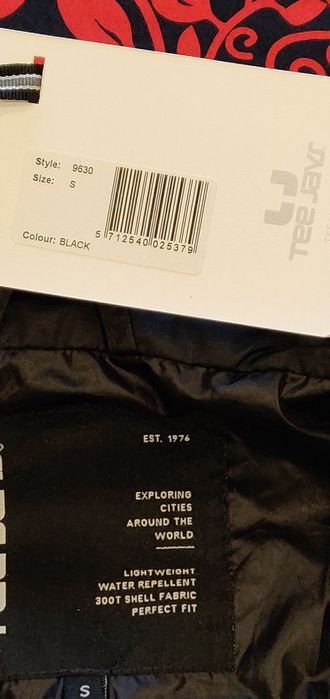 Style: 9630
Size: S
5 712540 025379
Colour: BLACK
TEE JAYS
EST. 1976
EXPLORING
CITIES
AROUND THE
WORLD
LIGHTWEIGHT
WATER REPELLENT
300T SHELL FABRIC
PERFECT FIT
S